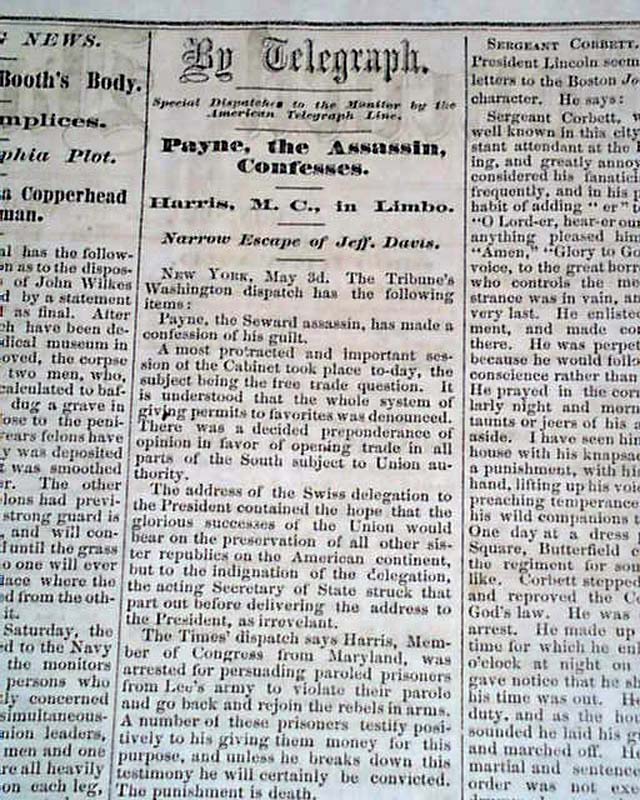 G NEWS.
Booth's Body.
mplices.
phia Plot.
a Copperhead
man.
al has the follow-
on as to the dispos-
s of John Wilkes
d by a statement
d as final. After
ch have been de-
dical museum in
oved, the corpse
two men, who,
calculated to baf-
dug a grave in
lose to the peni-
years felons have
y was deposited
t was smoothed
er. The other
elons had previ-
strong guard is
, and will con-
d until the grass
o one will ever
lace where the
ed from the oth-
it.
Saturday, the
ed to the Navy
the monitors
persons who
tly concerned
simultaneous-
nion leaders,
men and one
re all heavily
on each leg,
By Telegraph.
Special Dispatches to the Monitor by the
American Telegraph Line.
Payne, the Assassin,
Confesses.
Harris, M. C., in Limbo.
Narrow Escape of Jeff. Davis.
NEW YORK, May 3d. The Tribune's
Washington dispatch has the following
items:
Payne, the Seward assassin, has made a
confession of his guilt.
A most protracted and important ses-
sion of the Cabinet took place to-day, the
subject being the free trade question. It
is understood that the whole system of
giving permits to favorites was denounced.
There was a decided preponderance of
opinion in favor of opening trade in all
parts of the South subject to Union au-
thority.
The address of the Swiss delegation to
the President contained the hope that the
glorious successes of the Union would
bear on the preservation of all other sis-
ter republics on the American continent,
but to the indignation of the delegation,
the acting Secretary of State struck that
part out before delivering the address to
the President, as irrevelant.
The Times' dispatch says Harris, Mem-
ber of Congress from Maryland, was
arrested for persuading paroled prisoners
from Lee's army to violate their parole
and go back and rejoin the rebels in arms.
A number of these prisoners testify posi-
tively to his giving them money for this
purpose, and unless he breaks down this
testimony he will certainly be convicted.
The punishment is death.
SERGEANT CORBETT.
President Lincoln seem
letters to the Boston Jo
character. He says:
Sergeant Corbett, w
well known in this city
stant attendant at the
ing, and greatly annoy
considered his fanatici
frequently, and in his p
habit of adding "er" t
"O Lord-er, hear-er our
anything pleased him
"Amen," "Glory to Go
voice, to the great horr
who controls the me
strance was in vain, and
very last. He enlisted
ment, and made co
there. He was perpet
because he would follo
conscience rather than
He prayed in the cor
larly night and morn
taunts or jeers of his a
aside. I have seen him
house with his knapsac
a punishment, with hi
hand, lifting up his voi
preaching temperance
his wild companions
One day at a dress p
Square, Butterfield
the regiment for som
like. Corbett stepped
and reproved the Co
God's law. He was
arrest. He made up
time for which he enl
o'clock at night on
gave notice that he sh
his time was out. H
duty, and as the hou
sounded he laid his gu
and marched off. H
martial and sentence
order was not exe